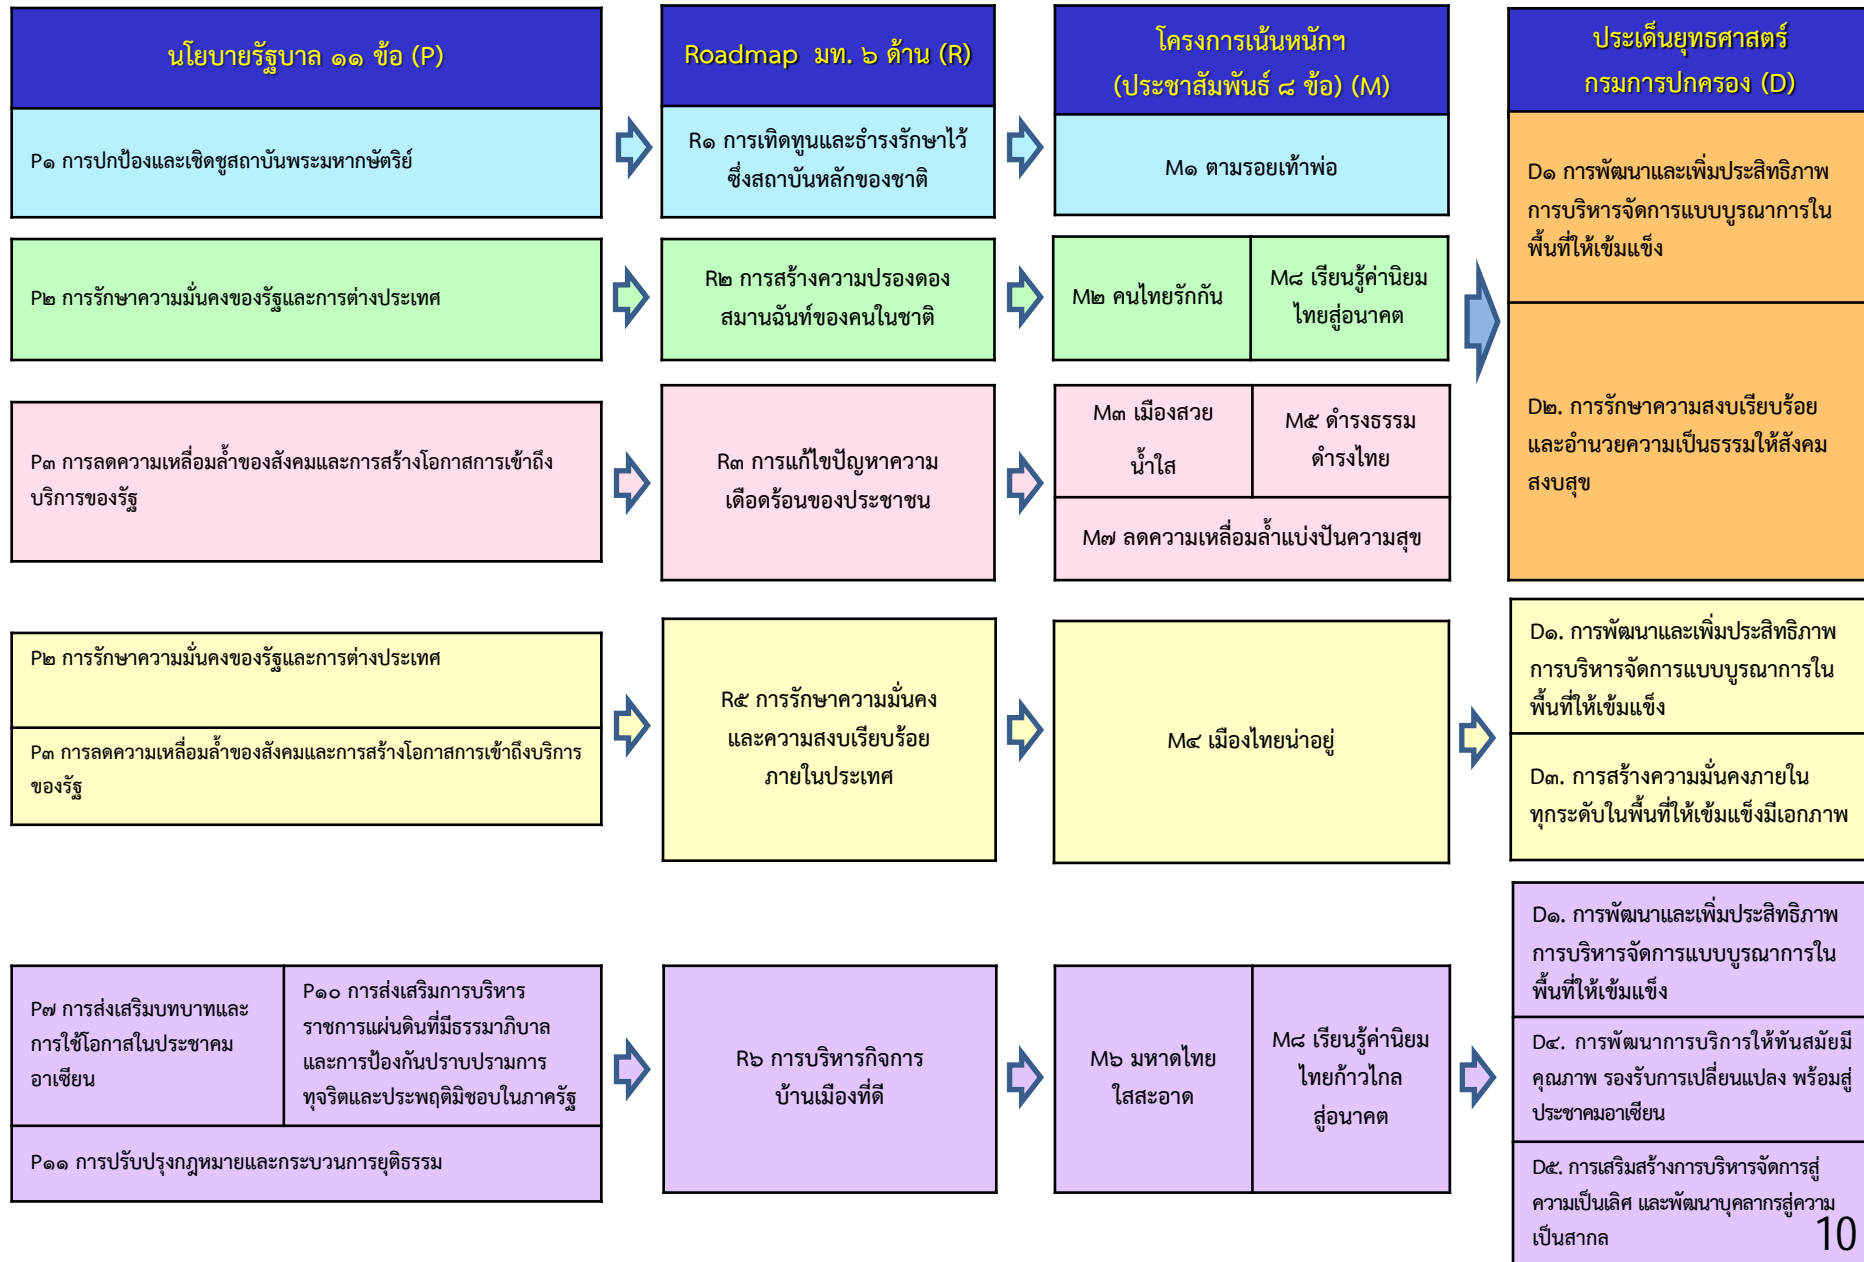 นโยบายรัฐบาล ๑๑ ข้อ (P)
Roadmap มท. ๖ ด้าน (R)
โครงการเน้นหนักฯ
(ประชาสัมพันธ์ ๘ ข้อ) (M)
ประเด็นยุทธศาสตร์
กรมการปกครอง (D)
P๑ การปกป้องและเชิดชูสถาบันพระมหากษัตริย์
R๑ การเทิดทูนและธำรงรักษาไว้
ซึ่งสถาบันหลักของชาติ
M๑ ตามรอยเท้าพ่อ
D๑ การพัฒนาและเพิ่มประสิทธิภาพ
การบริหารจัดการแบบบูรณาการใน
พื้นที่ให้เข้มแข็ง
P๒ การรักษาความมั่นคงของรัฐและการต่างประเทศ
R๒ การสร้างความปรองดอง
สมานฉันท์ของคนในชาติ
M๒ คนไทยรักกัน
M๘ เรียนรู้ค่านิยม
ไทยสู่อนาคต
P๓ การลดความเหลื่อมล้ำของสังคมและการสร้างโอกาสการเข้าถึง
บริการของรัฐ
R๓ การแก้ไขปัญหาความ
เดือดร้อนของประชาชน
M๓ เมืองสวย
น้ำใส
M๕ ดำรงธรรม
ดำรงไทย
M๗ ลดความเหลื่อมล้ำแบ่งปันความสุข
D๒. การรักษาความสงบเรียบร้อย
และอำนวยความเป็นธรรมให้สังคม
สงบสุข
P๒ การรักษาความมั่นคงของรัฐและการต่างประเทศ
P๓ การลดความเหลื่อมล้ำของสังคมและการสร้างโอกาสการเข้าถึงบริการ
ของรัฐ
R๕ การรักษาความมั่นคง
และความสงบเรียบร้อย
ภายในประเทศ
M๔ เมืองไทยน่าอยู่
D๑. การพัฒนาและเพิ่มประสิทธิภาพ
การบริหารจัดการแบบบูรณาการใน
พื้นที่ให้เข้มแข็ง
D๓. การสร้างความมั่นคงภายใน
ทุกระดับในพื้นที่ให้เข้มแข็งมีเอกภาพ
P๗ การส่งเสริมบทบาทและ
การใช้โอกาสในประชาคม
อาเซียน
P๑๐ การส่งเสริมการบริหาร
ราชการแผ่นดินที่มีธรรมาภิบาล
และการป้องกันปราบปรามการ
ทุจริตและประพฤติมิชอบในภาครัฐ
P๑๑ การปรับปรุงกฎหมายและกระบวนการยุติธรรม
R๖ การบริหารกิจการ
บ้านเมืองที่ดี
M๖ มหาดไทย
ใสสะอาด
M๘ เรียนรู้ค่านิยม
ไทยก้าวไกล
สู่อนาคต
D๑. การพัฒนาและเพิ่มประสิทธิภาพ
การบริหารจัดการแบบบูรณาการใน
พื้นที่ให้เข้มแข็ง
D๔. การพัฒนาการบริการให้ทันสมัยมี
คุณภาพ รองรับการเปลี่ยนแปลง พร้อมสู่
ประชาคมอาเซียน
D๕. การเสริมสร้างการบริหารจัดการสู่
ความเป็นเลิศ และพัฒนาบุคลากรสู่ความ
เป็นสากล
10